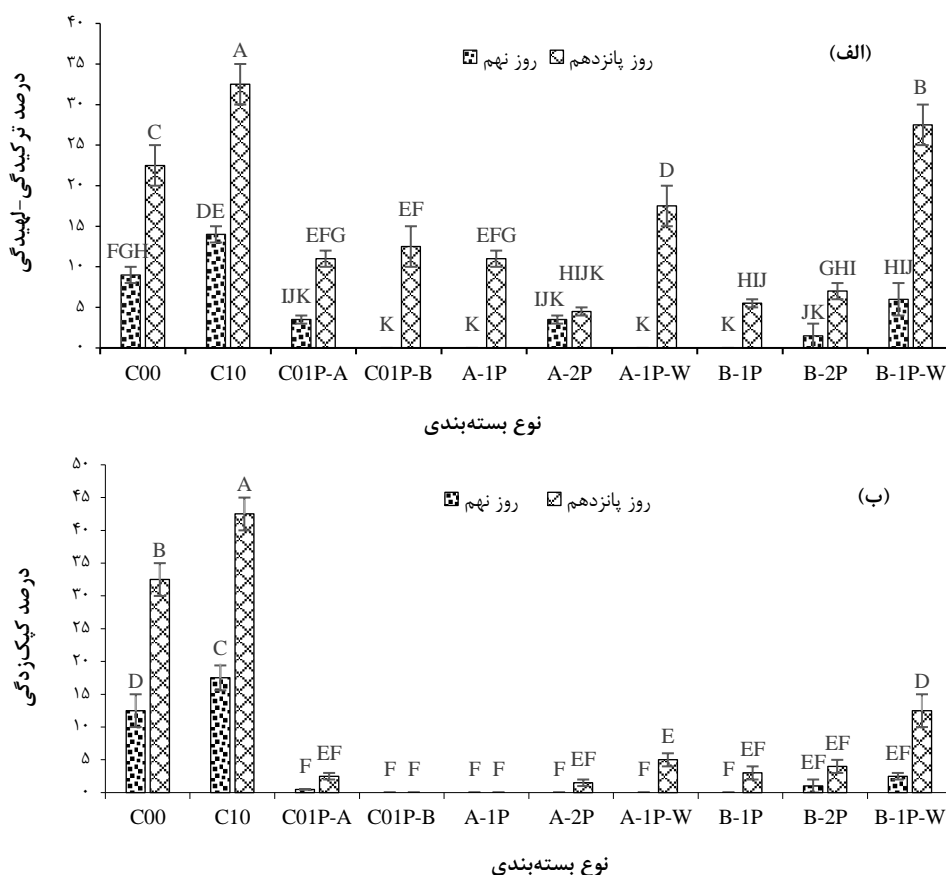 ۴۰
۳۵
۳۰
۲۵
۲۰
۱۵
۱۰
۵
۰
درصد ترکیدگی-لهیدگی
روز نهم
روز پانزدهم
(الف)
FGH C DE A IJK EFG K EF K EFG IJK HIJK K D K HIJ JK GHI HIJ B
C00 C10 C01P-A C01P-B A-1P A-2P A-1P-W B-1P B-2P B-1P-W
نوع بسته‌بندی
۵۰
۴۵
۴۰
۳۵
۳۰
۲۵
۲۰
۱۵
۱۰
۵
۰
درصد کپک‌زدگی
روز نهم
روز پانزدهم
(ب)
D B C A F EF F F F F F EF F E F EF EF EF EF D
C00 C10 C01P-A C01P-B A-1P A-2P A-1P-W B-1P B-2P B-1P-W
نوع بسته‌بندی